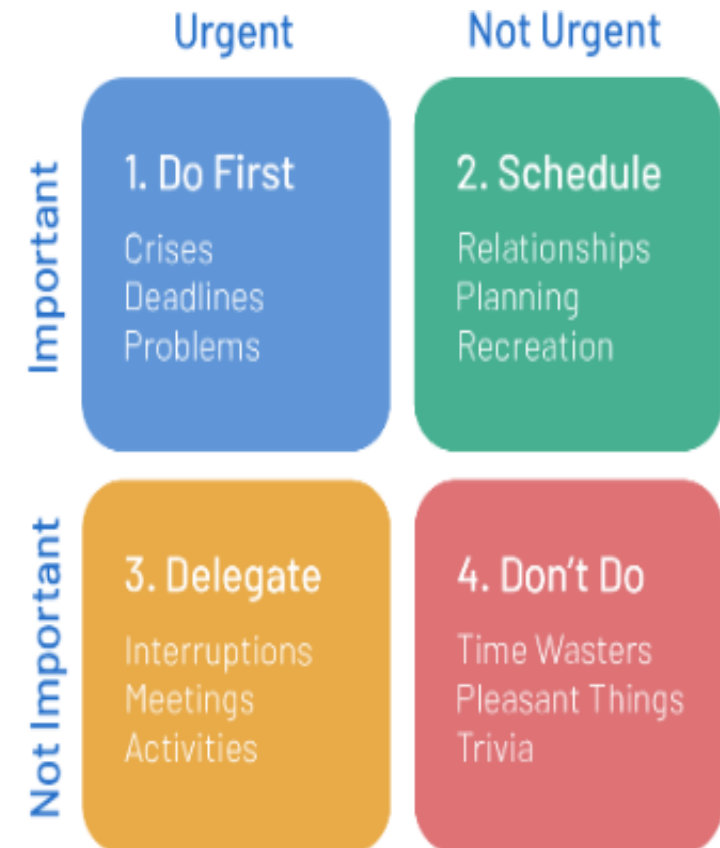 Urgent
Not Urgent
Important
1. Do First
Crises
Deadlines
Problems
2. Schedule
Relationships
Planning
Recreation
Not Important
3. Delegate
Interruptions
Meetings
Activities
4. Don't Do
Time Wasters
Pleasant Things
Trivia